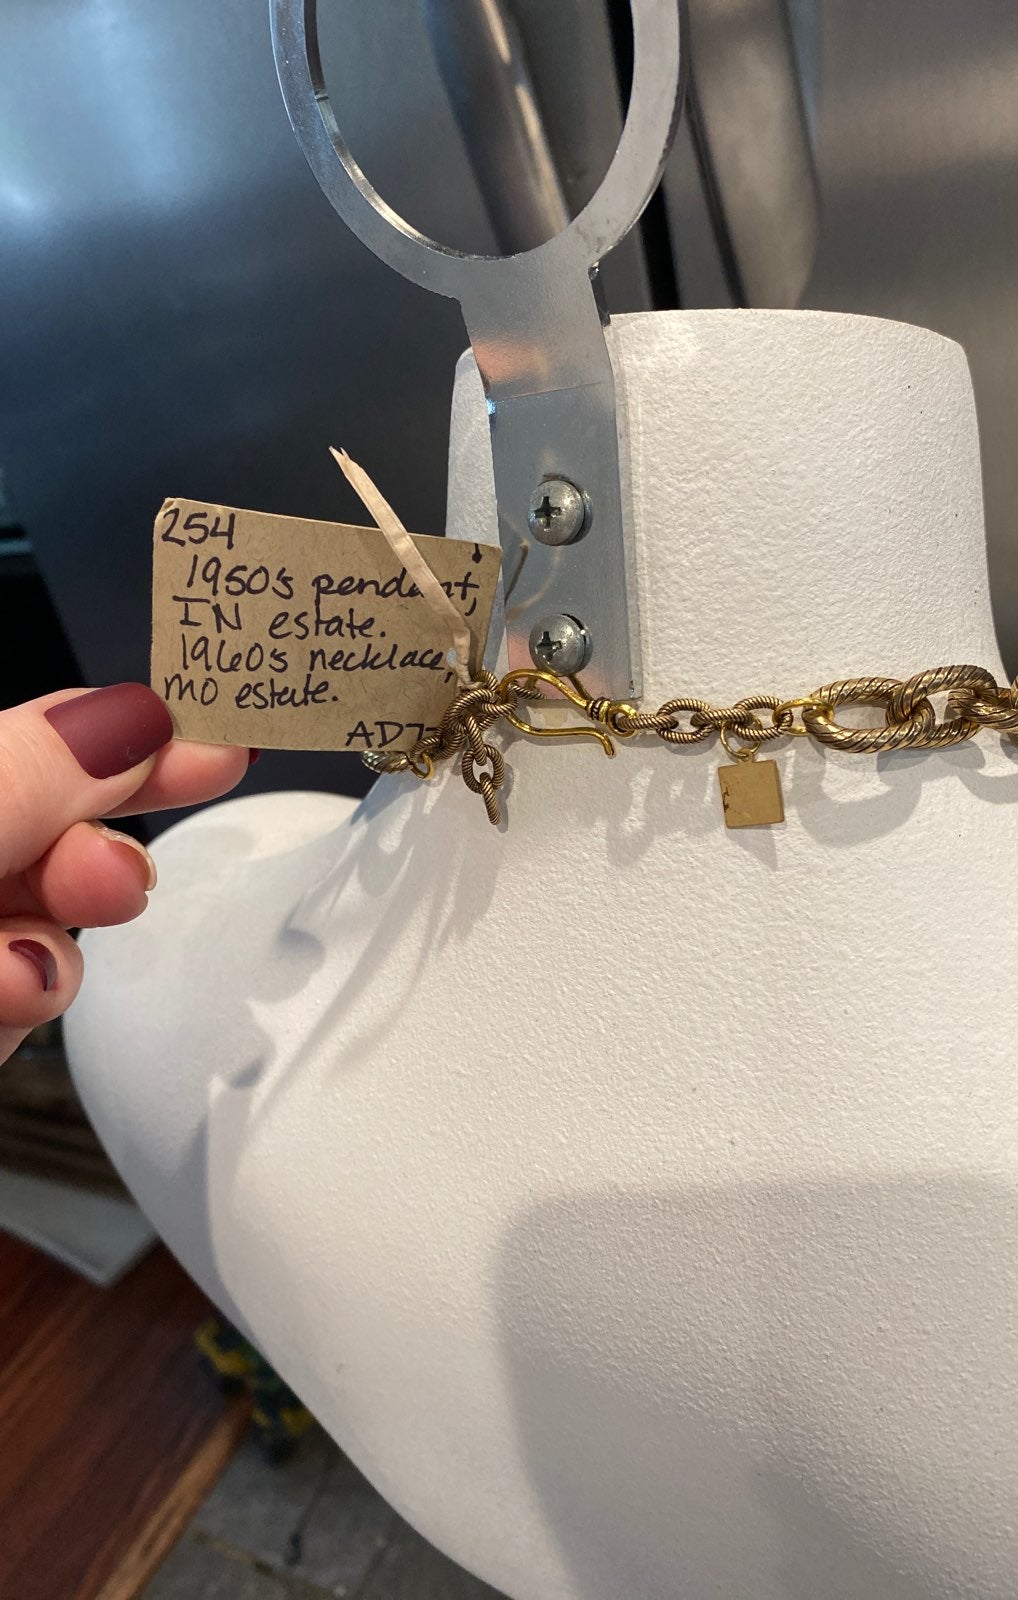 254
1950's pendant,
IN estate.
1960's necklace,
MO estate.
AD7